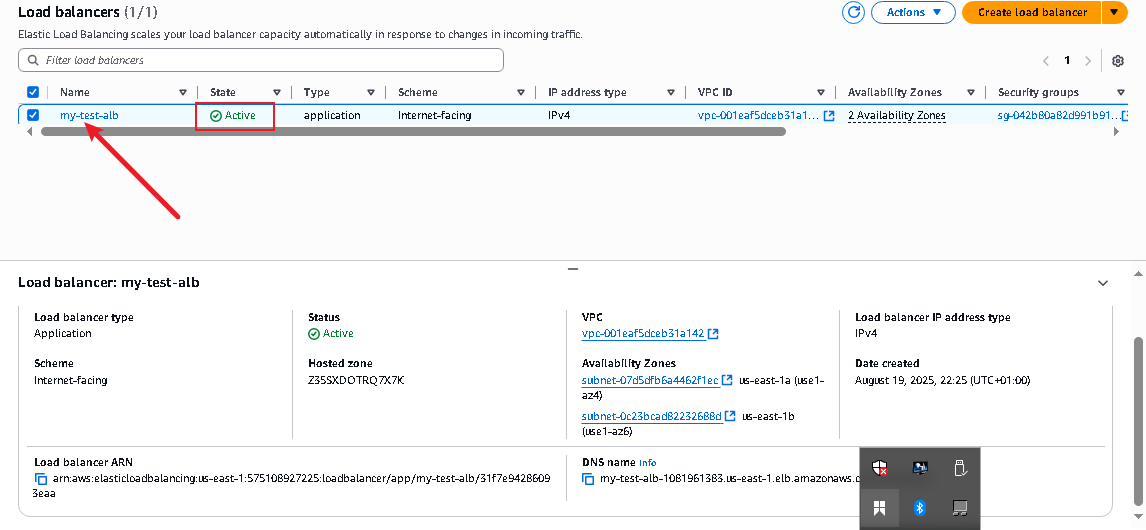 Load balancers (1/1)
Actions
Create load balancer
Elastic Load Balancing scales your load balancer capacity automatically in response to changes in incoming traffic.
Filter load balancers
1
Name
State
Type
Scheme
IP address type
VPC ID
Availability Zones
Security groups
my-test-alb
Active
application
Internet-facing
IPv4
vpc-001eaf5dceb31a1...
2 Availability Zones
sg-042b80a82d991b91...
Load balancer: my-test-alb
Load balancer type
Application
Status
Active
VPC
vpc-001eaf5dceb31a142
Load balancer IP address type
IPv4
Scheme
Internet-facing
Hosted zone
Z35SXDOTRQ7X7K
Availability Zones
subnet-07d5dfb6a4462f1ec us-east-1a (use1-
az4)
subnet-0c23bcad82232688d us-east-1b
(use1-az6)
Date created
August 19, 2025, 22:25 (UTC+01:00)
Load balancer ARN
arn:aws:elasticloadbalancing:us-east-1:575108927225:loadbalancer/app/my-test-alb/31f7e9428609
3eaa
DNS name Info
my-test-alb-1081961383.us-east-1.elb.amazonaws.c